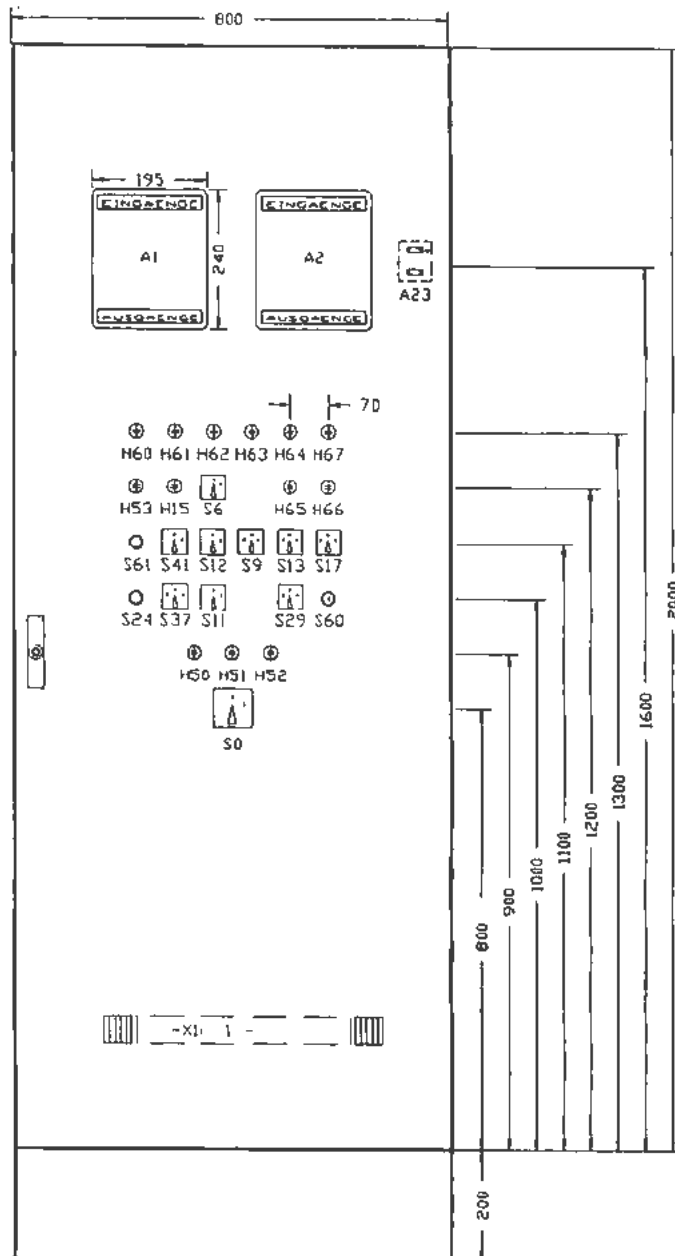 800
195
EINGAENGE
EINGAENGE
A1
240
A2
A23
AUSGAENGE
AUSGAENGE
70
H60 H61 H62 H63 H64 H67
H53 H15 S6 H65 H66
S61 S41 S12 S9 S13 S17
S24 S37 S11 S29 S60
H50 H51 H52
S0
2000
1600
1300
1200
1100
1000
900
800
200